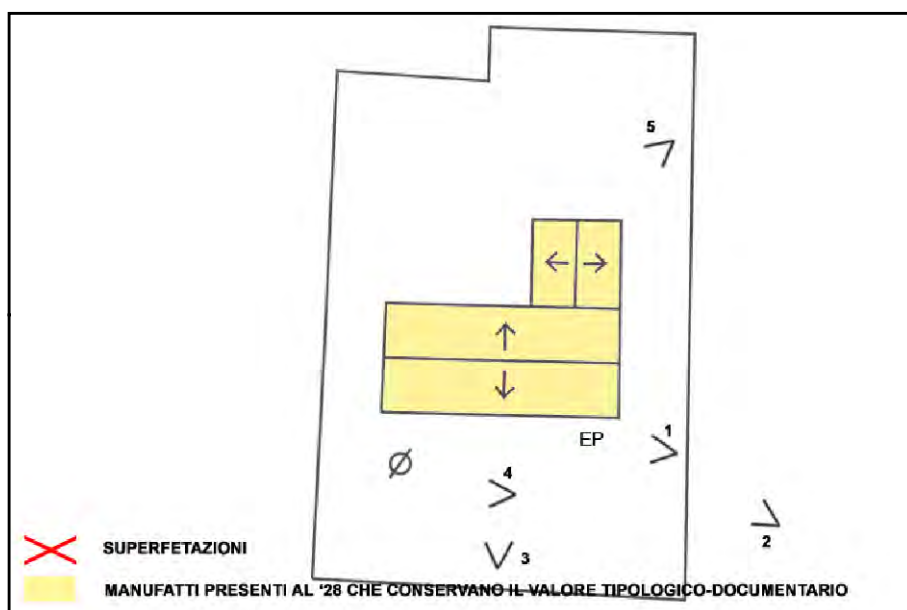 5
1
EP
4
2
3
SUPERFETAZIONI
MANUFATTI PRESENTI AL '28 CHE CONSERVANO IL VALORE TIPOLOGICO-DOCUMENTARIO